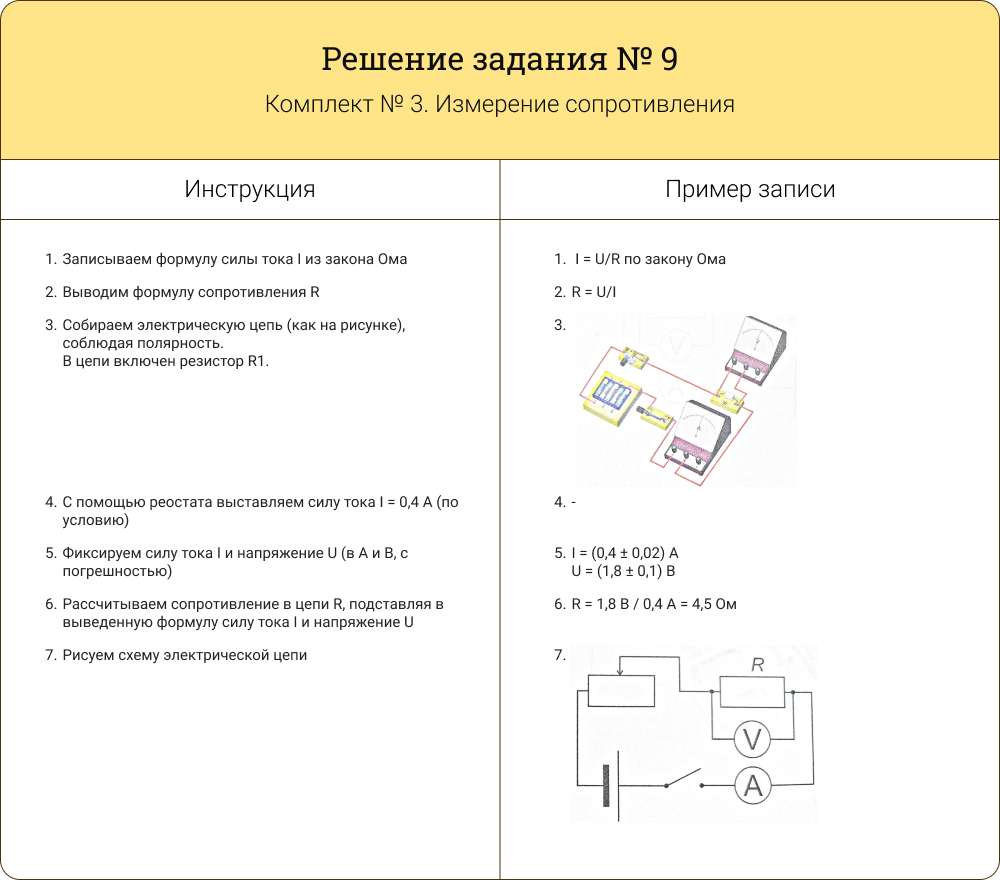 Решение задания № 9
Комплект № 3. Измерение сопротивления
Инструкция
Пример записи
1. Записываем формулу силы тока I из закона Ома
2. Выводим формулу сопротивления R
3. Собираем электрическую цепь (как на рисунке),
соблюдая полярность.
В цепи включен резистор R1.
4. С помощью реостата выставляем силу тока I = 0,4 А (по
условию)
5. Фиксируем силу тока I и напряжение U (в А и В, с
погрешностью)
6. Рассчитываем сопротивление в цепи R, подставляя в
выведенную формулу силу тока I и напряжение U
7. Рисуем схему электрической цепи
1. I = U/R по закону Ома
2. R = U/I
3.
4. -
5. I = (0,4 ± 0,02) А
U = (1,8 ± 0,1) В
6. R = 1,8 В / 0,4 А = 4,5 Ом
7.
R
V
A